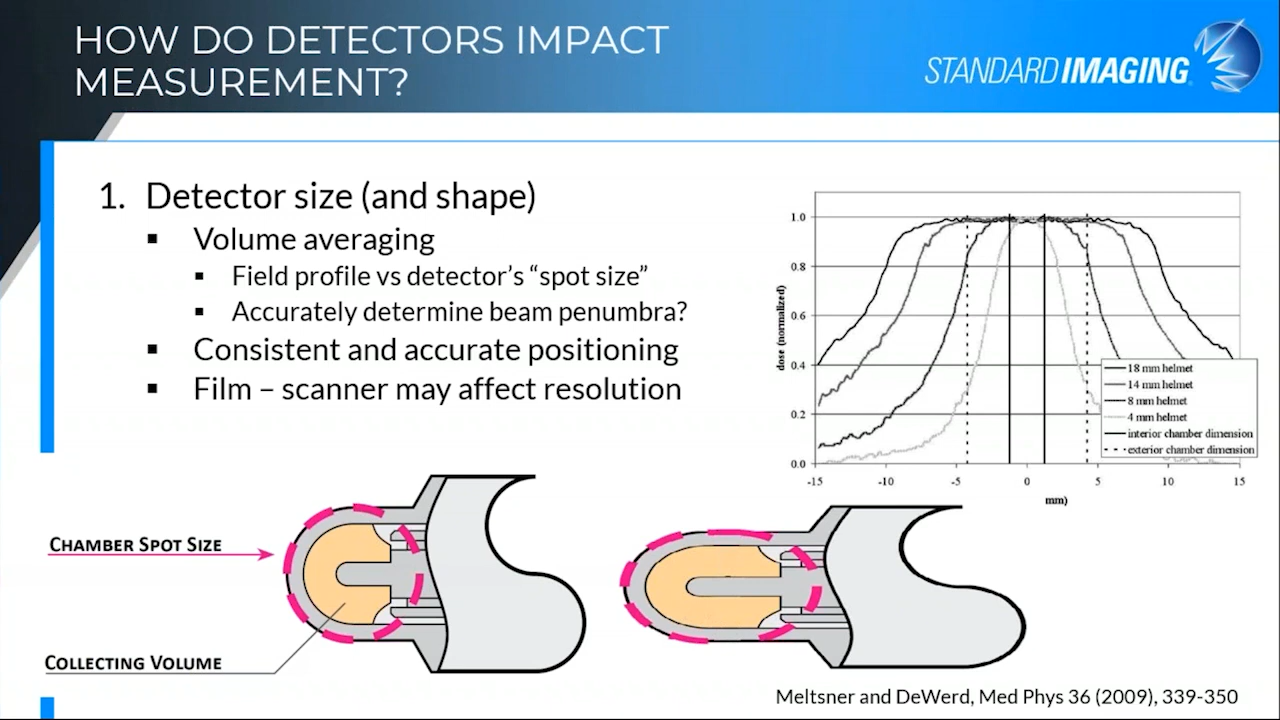 HOW DO DETECTORS IMPACT
MEASUREMENT?
STANDARD IMAGING
1. Detector size (and shape)
▪ Volume averaging
▪ Field profile vs detector's “spot size”
▪ Accurately determine beam penumbra?
▪ Consistent and accurate positioning
▪ Film – scanner may affect resolution
dose (normalized)
1.0
0.8
0.6
0.4
0.2
0.0
-15 -10 -5 0 5 10 15
mm)
18 mm helmet
14 mm helmet
8 mm helmet
4 mm helmet
interior chamber dimension
exterior chamber dimension
CHAMBER SPOT SIZE
COLLECTING VOLUME
Meltsner and DeWerd, Med Phys 36 (2009), 339-350